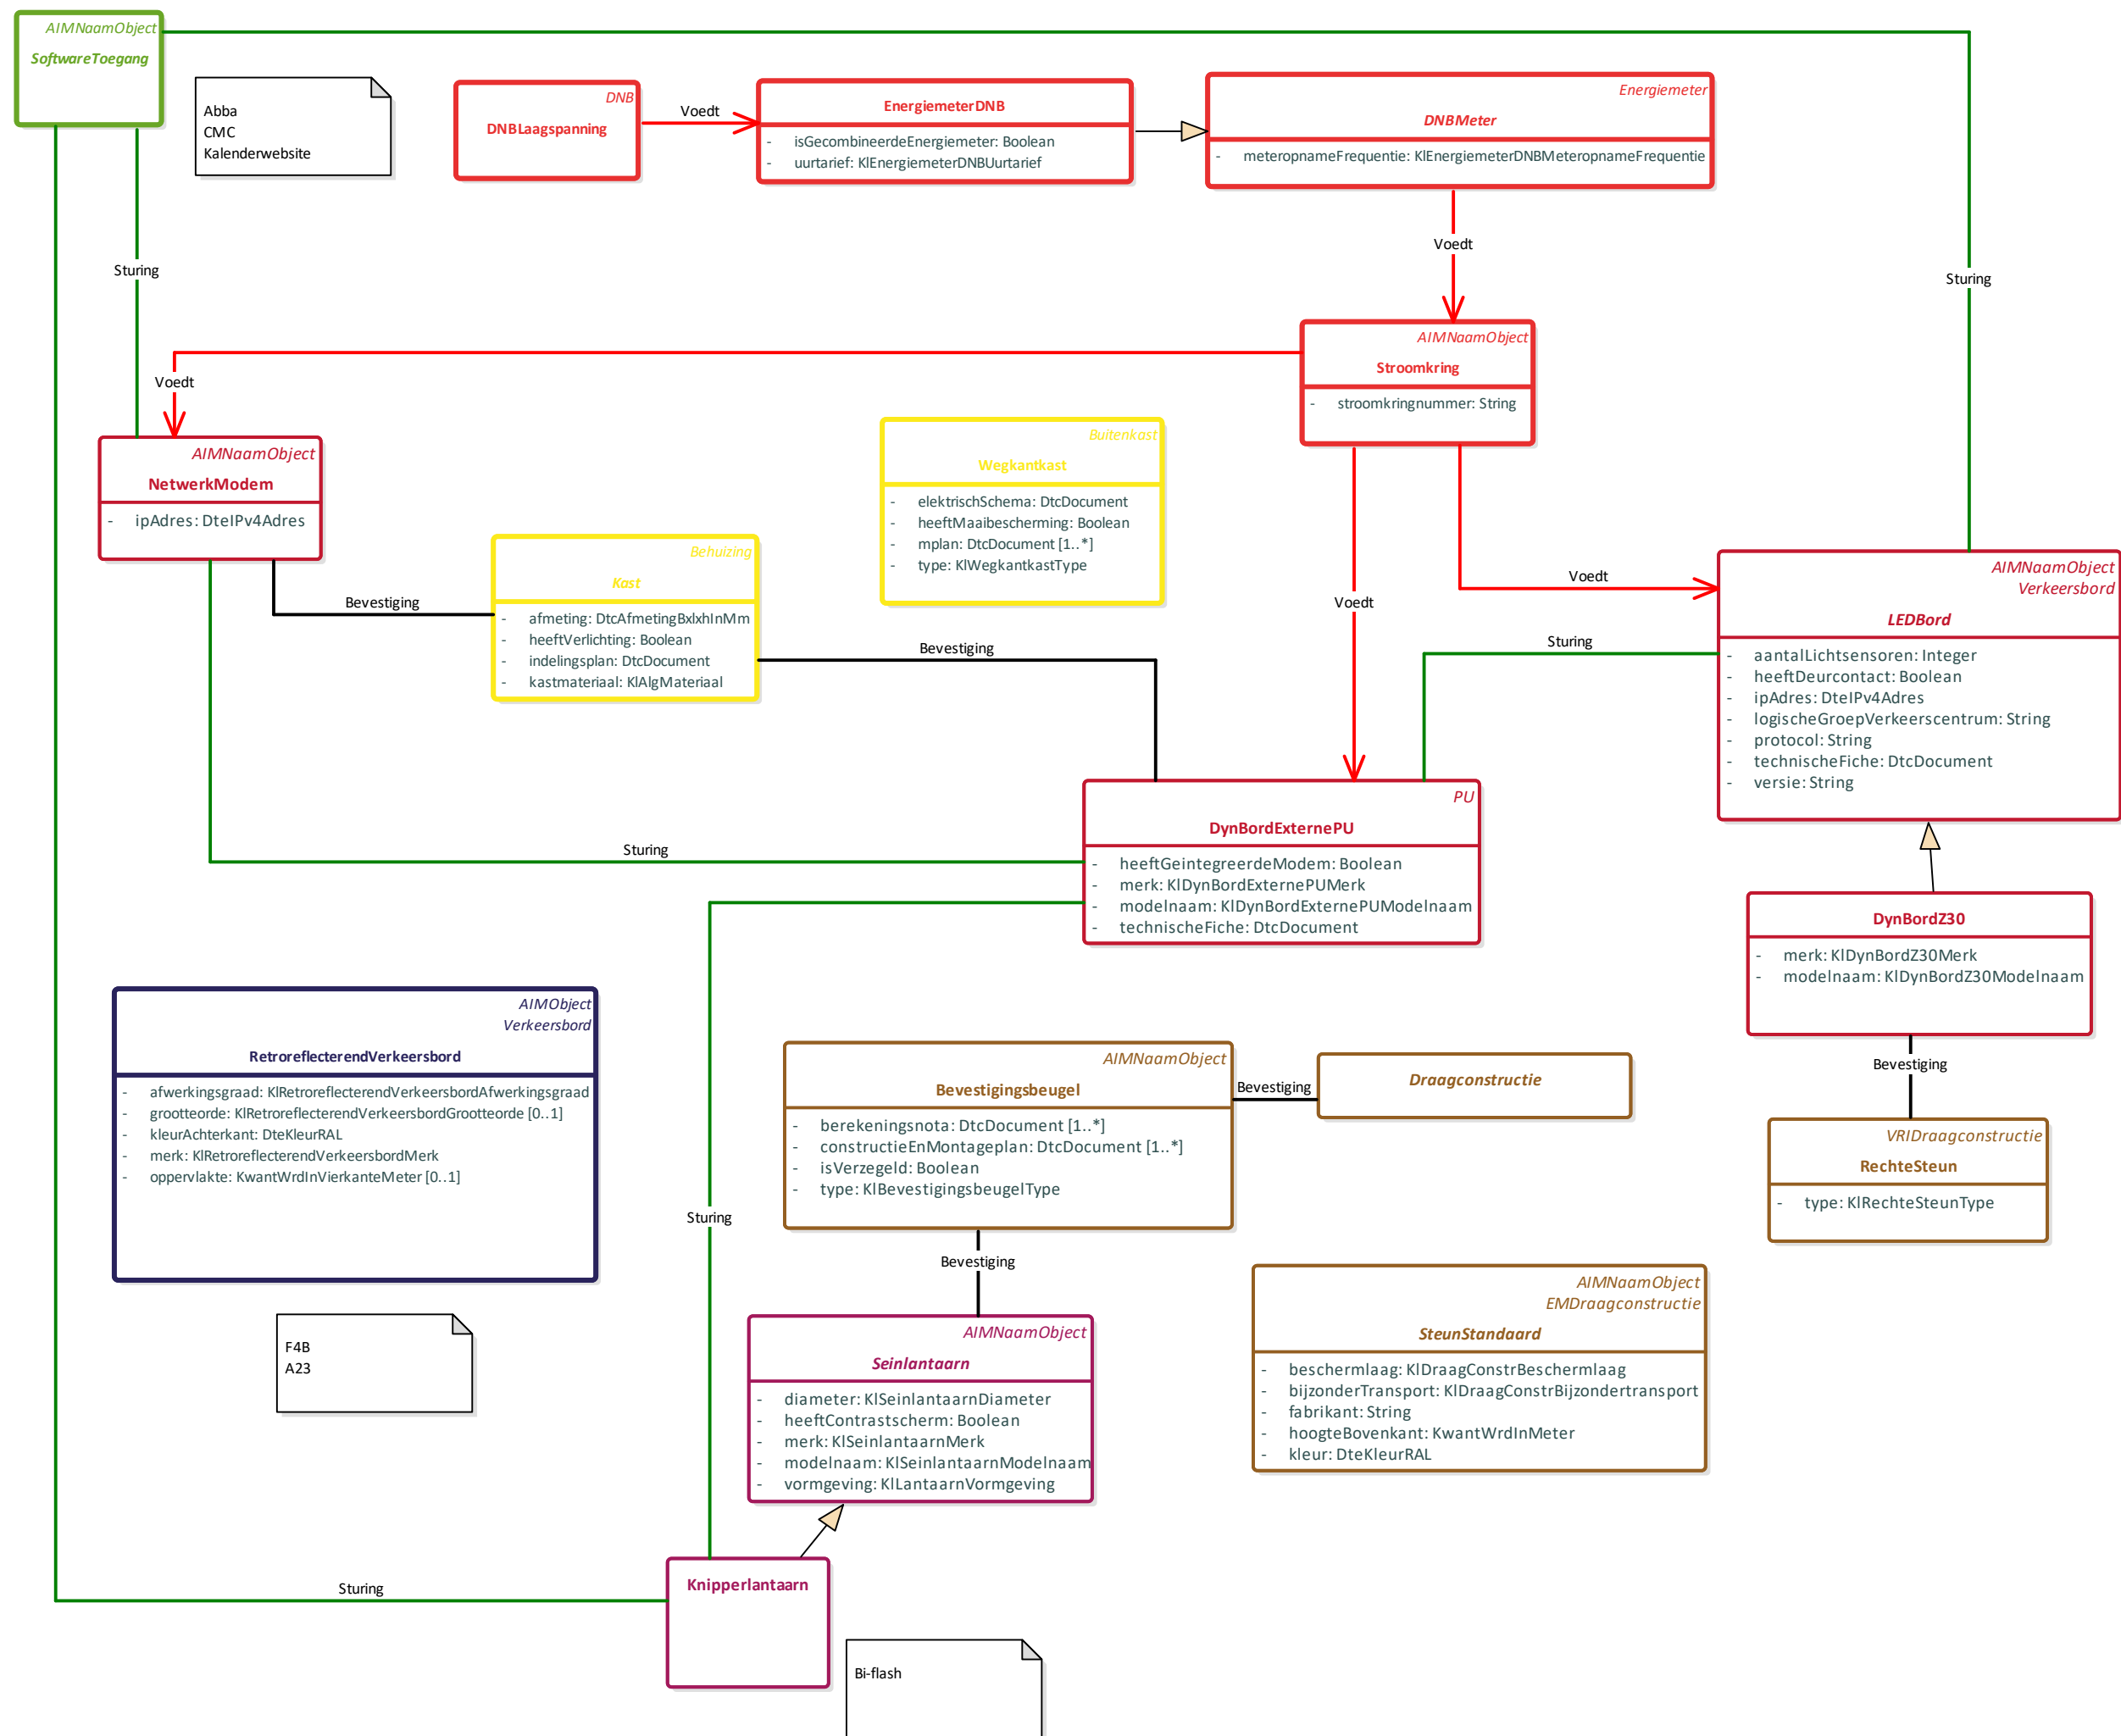 AIMNaamObject
SoftwareToegang
Abba
CMC
Kalenderwebsite
DNB
DNBLaagspanning
Voedt
EnergiemeterDNB
- isGecombineerdeEnergiemeter: Boolean
- uurtarief: KlEnergiemeterDNBUurtarief
Energiemeter
DNBMeter
- meteropnameFrequentie: KlEnergiemeterDNBMeteropnameFrequentie
Sturing
Voedt
Sturing
AIMNaamObject
Stroomkring
- stroomkringnummer: String
Voedt
AIMNaamObject
NetwerkModem
- ipAdres: DteIPv4Adres
Buitenkast
Wegkantkast
- elektrischSchema: DtcDocument
- heeftMaaibescherming: Boolean
- mplan: DtcDocument [1..*]
- type: KlWegkantkastType
Behuizing
Kast
- afmeting: DtcAfmetingBxlxhInMm
- heeftVerlichting: Boolean
- indelingsplan: DtcDocument
- kastmateriaal: KlAlgMateriaal
Bevestiging
Bevestiging
Voedt
Voedt
Sturing
AIMNaamObject
Verkeersbord
LEDBord
- aantalLichtsensoren: Integer
- heeftDeurcontact: Boolean
- ipAdres: DteIPv4Adres
- logischeGroepVerkeerscentrum: String
- protocol: String
- technischeFiche: DtcDocument
- versie: String
PU
DynBordExternePU
- heeftGeintegreerdeModem: Boolean
- merk: KlDynBordExternePUMerk
- modelnaam: KlDynBordExternePUModelnaam
- technischeFiche: DtcDocument
Sturing
DynBordZ30
- merk: KlDynBordZ30Merk
- modelnaam: KlDynBordZ30Modelnaam
AIMObject
Verkeersbord
RetroreflecterendVerkeersbord
- afwerkingsgraad: KlRetroreflecterendVerkeersbordAfwerkingsgraad
- grootteorde: KlRetroreflecterendVerkeersbordGrootteorde [0..1]
- kleurAchterkant: DteKleurRAL
- merk: KlRetroreflecterendVerkeersbordMerk
- oppervlakte: KwantWrdInVierkanteMeter [0..1]
AIMNaamObject
Bevestigingsbeugel
- berekeningsnota: DtcDocument [1..*]
- constructieEnMontageplan: DtcDocument [1..*]
- isVerzegeld: Boolean
- type: KlBevestigingsbeugelType
Bevestiging
Draagconstructie
Bevestiging
VRIDraagconstructie
RechteSteun
- type: KlRechteSteunType
Sturing
Bevestiging
F4B
A23
AIMNaamObject
Seinlantaarn
- diameter: KlSeinlantaarnDiameter
- heeftContrastscherm: Boolean
- merk: KlSeinlantaarnMerk
- modelnaam: KlSeinlantaarnModelnaam
- vormgeving: KlLantaarnVormgeving
AIMNaamObject
EMDraagconstructie
SteunStandaard
- beschermlaag: KlDraagConstrBeschermlaag
- bijzonderTransport: KlDraagConstrBijzondertransport
- fabrikant: String
- hoogteBovenkant: KwantWrdInMeter
- kleur: DteKleurRAL
Sturing
Knipperlantaarn
Bi-flash